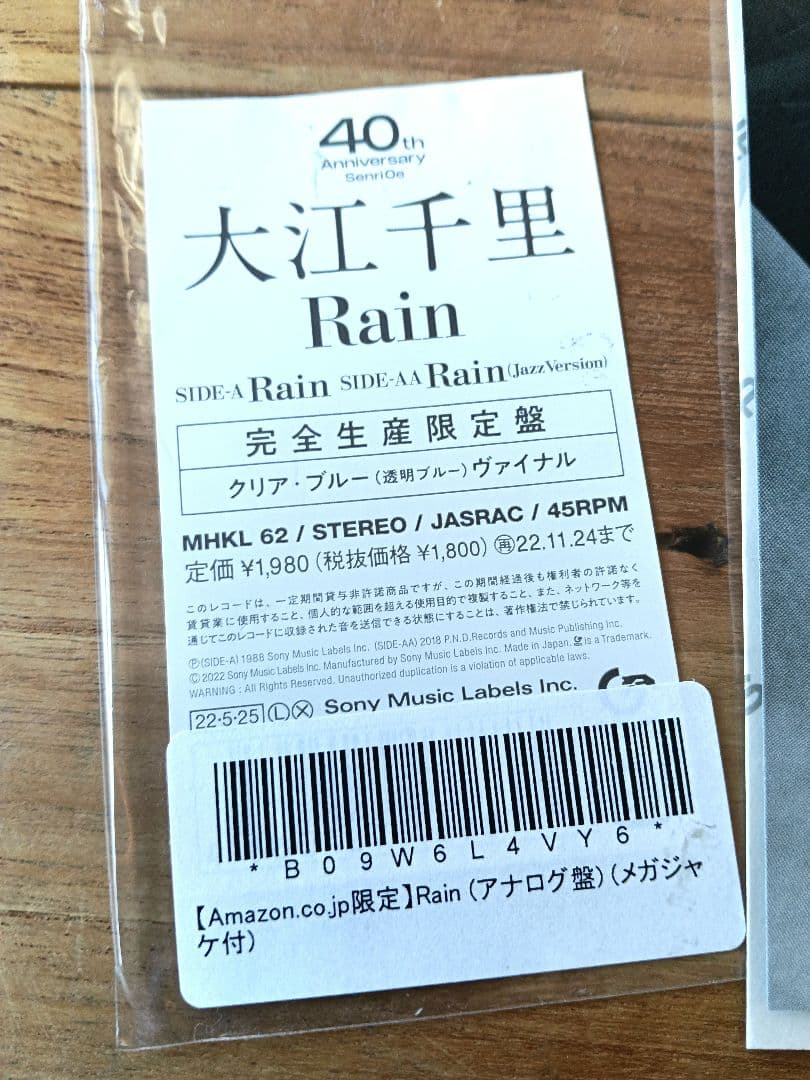 40th
Anniversary
Senri Oe
大江千里
Rain
SIDE-A Rain SIDE-AA Rain (Jazz Version)
完全生産限定盤
クリア・ブルー（透明ブルー）ヴァイナル
MHKL 62 / STEREO / JASRAC / 45RPM
定価 ¥1,980（税抜価格 ¥1,800）再22.11.24まで
このレコードは、一定期間貸与非許諾商品ですが、この期間経過後も権利者の許諾なく
賃貸業に使用すること、個人的な範囲を超える使用目的で複製すること、また、ネットワーク等を
通じてこのレコードに収録された音を送信できる状態にすることは、著作権法で禁じられています。
Ⓟ (SIDE-A) 1988 Sony Music Labels Inc. (SIDE-AA) 2018 P.N.D.Records and Music Publishing Inc.
Ⓒ 2022 Sony Music Labels Inc. Manufactured by Sony Music Labels Inc. Made in Japan. is a Trademark.
WARNING : All Rights Reserved. Unauthorized duplication is a violation of applicable laws.
22・5・25 Ⓛ Ⓧ Sony Music Labels Inc.
* B 0 9 W 6 L 4 V Y 6 *
【Amazon.co.jp限定】Rain（アナログ盤）（メガジャ
ケ付）